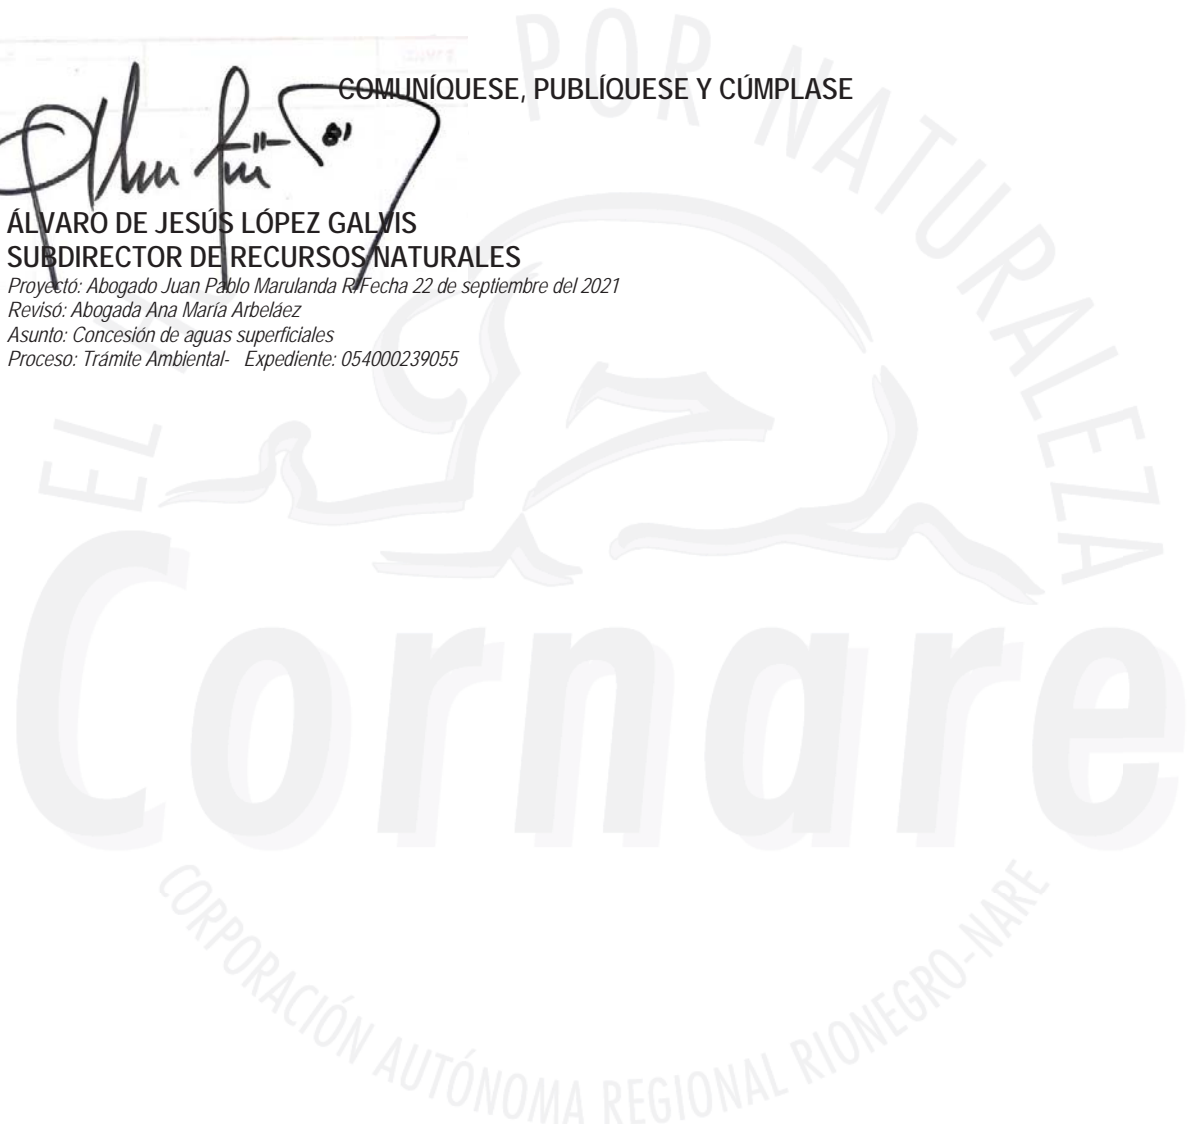 COMUNÍQUESE, PUBLÍQUESE Y CÚMPLASE
ÁLVARO DE JESÚS LÓPEZ GALVIS
SUBDIRECTOR DE RECURSOS NATURALES
Proyectó: Abogado Juan Pablo Marulanda R/Fecha 22 de septiembre del 2021
Revisó: Abogada Ana María Arbeláez
Asunto: Concesión de aguas superficiales
Proceso: Trámite Ambiental- Expediente: 054000239055
EL POR NATURALEZA
Cornare
CORPORACIÓN AUTÓNOMA REGIONAL RIONEGRO-NARE